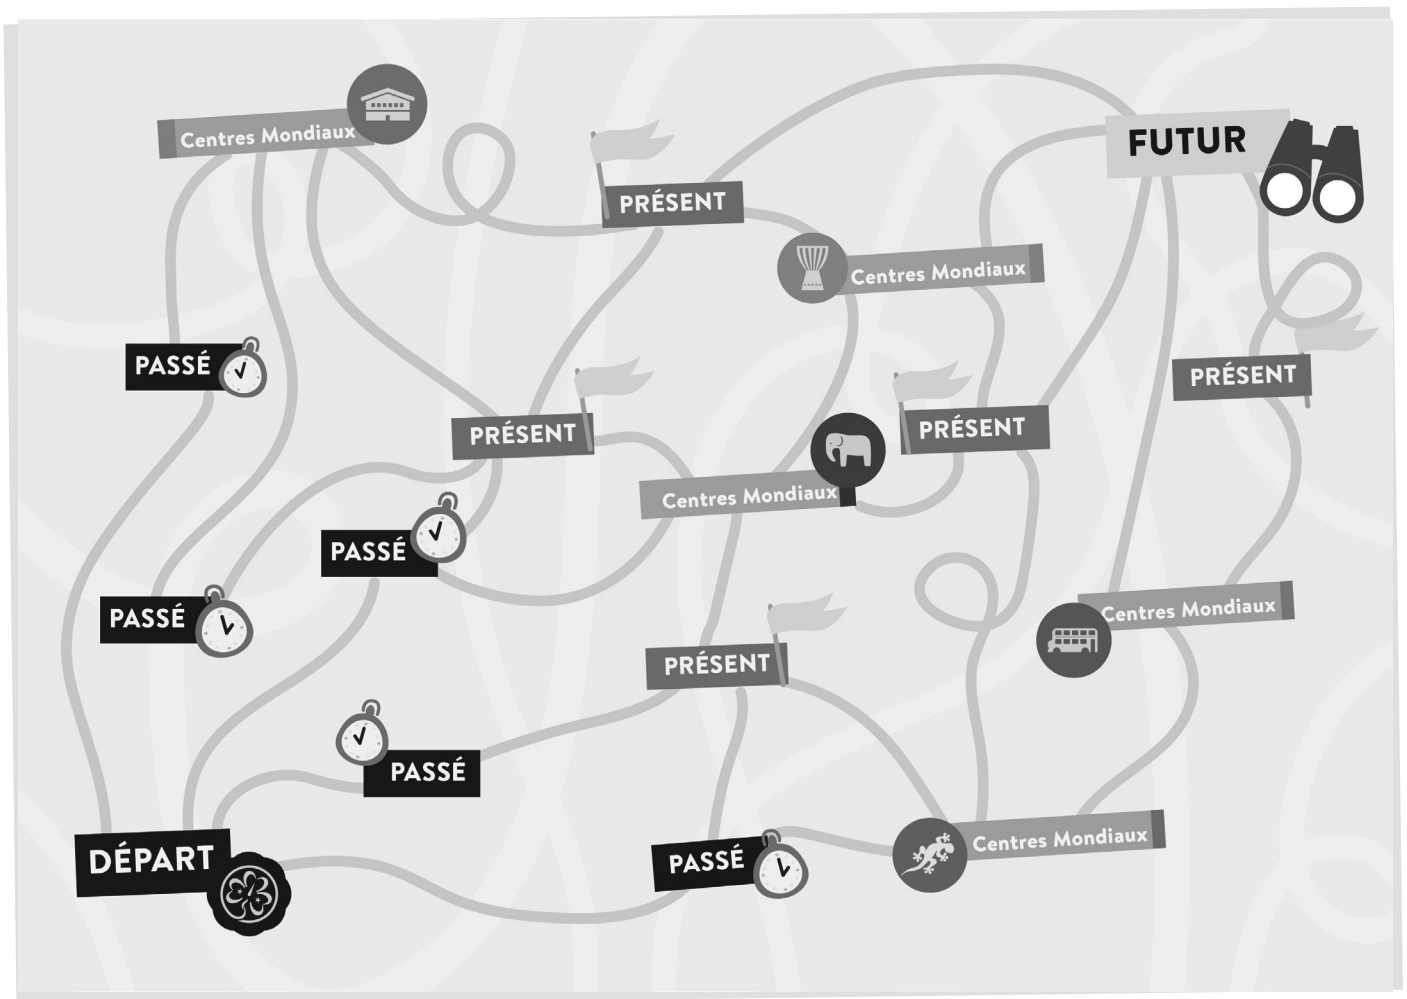 Centres Mondiaux
FUTUR
PRÉSENT
Centres Mondiaux
PASSÉ
PRÉSENT
PRÉSENT
PRÉSENT
Centres Mondiaux
PASSÉ
PASSÉ
Centres Mondiaux
PRÉSENT
PASSÉ
DÉPART
PASSÉ
Centres Mondiaux